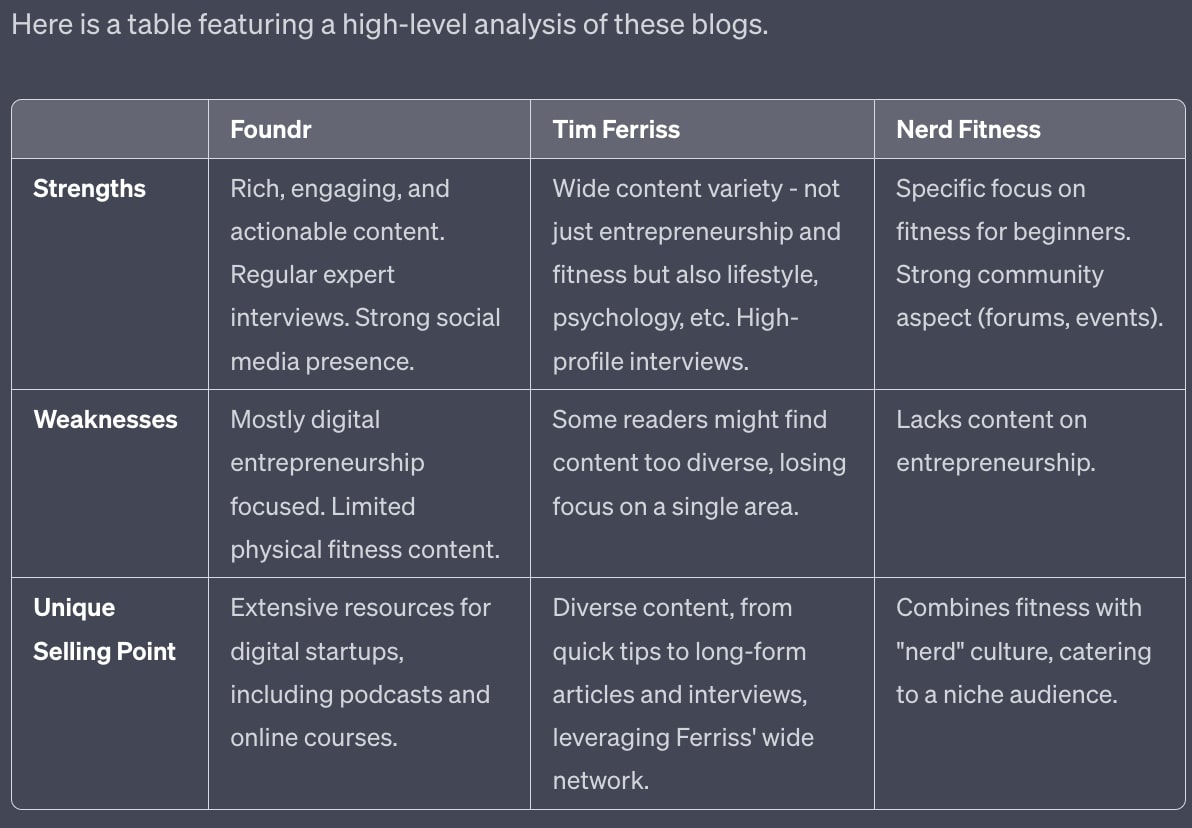 Here is a table featuring a high-level analysis of these blogs.
Foundr
Tim Ferriss
Nerd Fitness
Strengths
Rich, engaging, and
actionable content.
Regular expert
interviews. Strong social
media presence.
Wide content variety - not
just entrepreneurship and
fitness but also lifestyle,
psychology, etc. High-
profile interviews.
Specific focus on
fitness for beginners.
Strong community
aspect (forums, events).
Weaknesses
Mostly digital
entrepreneurship
focused. Limited
physical fitness content.
Some readers might find
content too diverse, losing
focus on a single area.
Lacks content on
entrepreneurship.
Unique
Selling Point
Extensive resources for
digital startups,
including podcasts and
online courses.
Diverse content, from
quick tips to long-form
articles and interviews,
leveraging Ferriss' wide
network.
Combines fitness with
"nerd" culture, catering
to a niche audience.